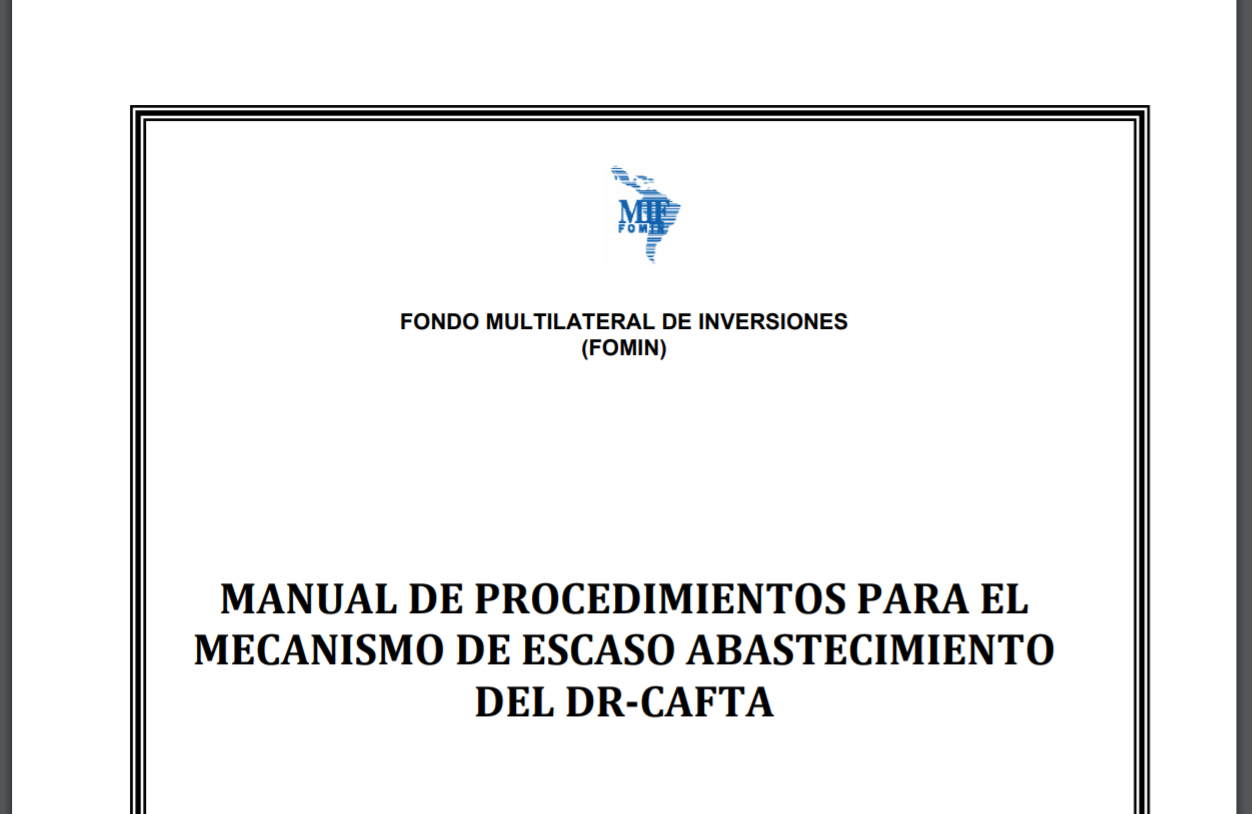 MIF
FOMIN
FONDO MULTILATERAL DE INVERSIONES
(FOMIN)
MANUAL DE PROCEDIMIENTOS PARA EL
MECANISMO DE ESCASO ABASTECIMIENTO
DEL DR-CAFTA